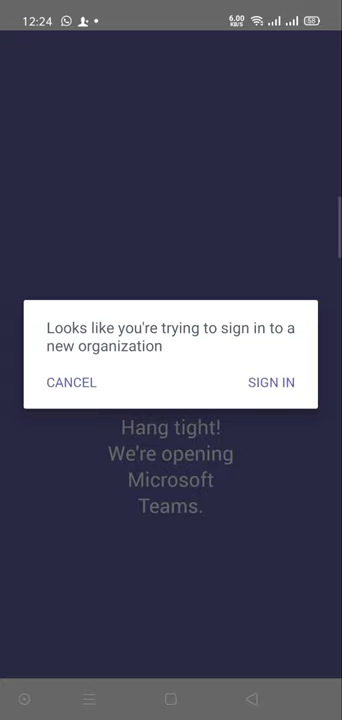 12:24
6.00
KB/S
58
Looks like you're trying to sign in to a
new organization
CANCEL
SIGN IN
Hang tight!
We're opening
Microsoft
Teams.